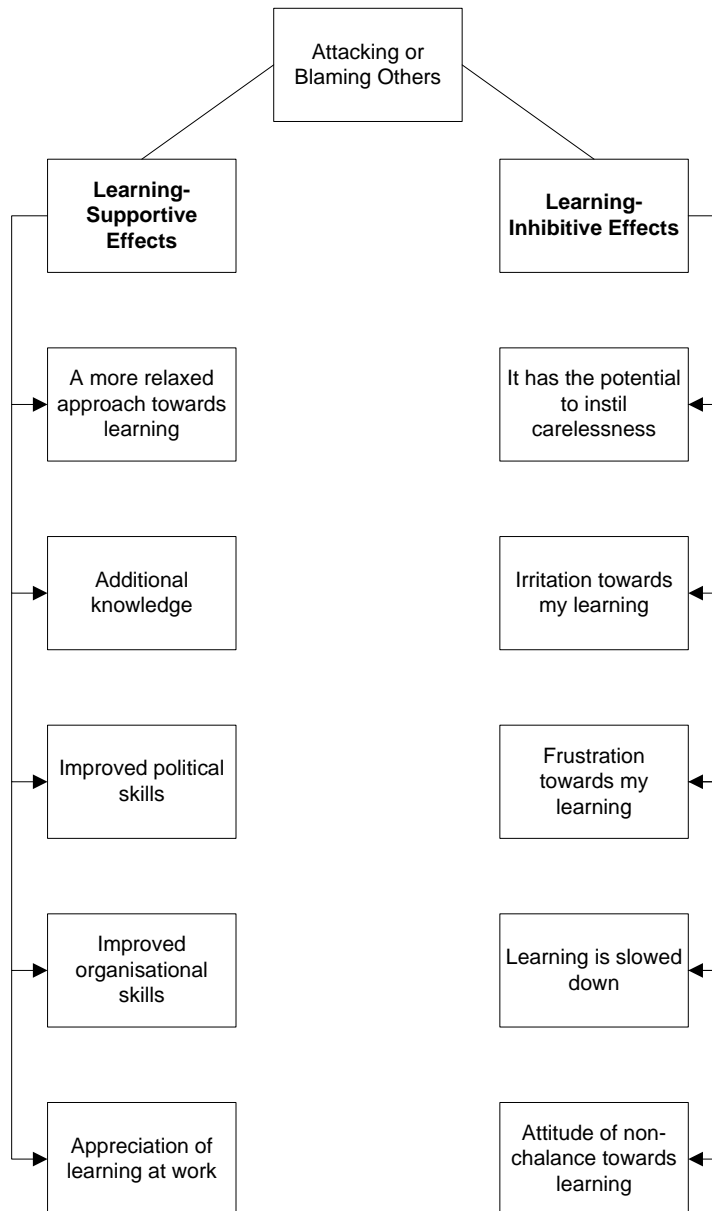 Attacking or
Blaming Others
Learning-
Supportive
Effects
Learning-
Inhibitive Effects
A more relaxed
approach towards
learning
It has the potential
to instil
carelessness
Additional
knowledge
Irritation towards
my learning
Improved political
skills
Frustration
towards my
learning
Improved
organisational
skills
Learning is slowed
down
Appreciation of
learning at work
Attitude of non-
chalance towards
learning